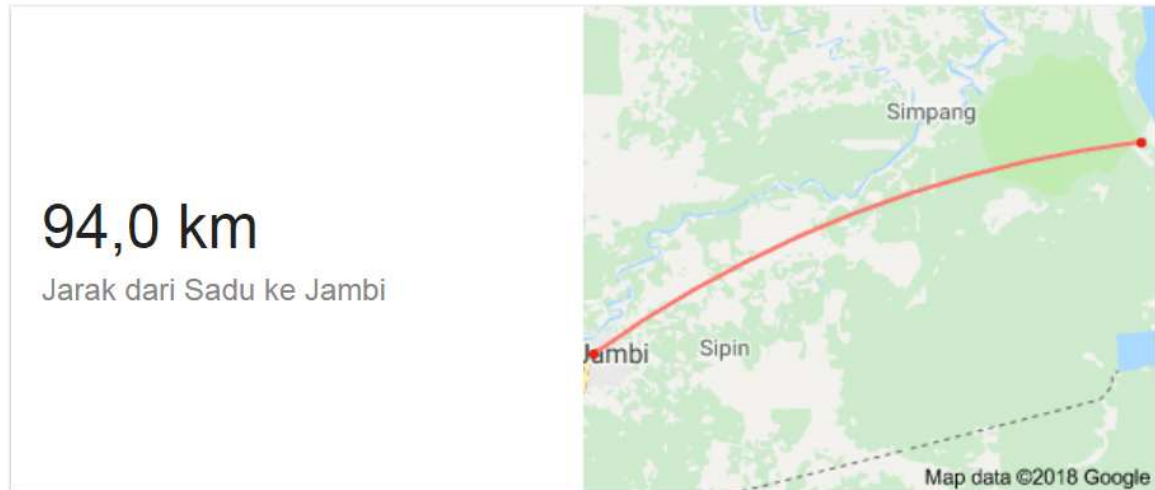 94,0 km
Jarak dari Sadu ke Jambi
Simpang
Jambi
Sipin
Map data ©2018 Google